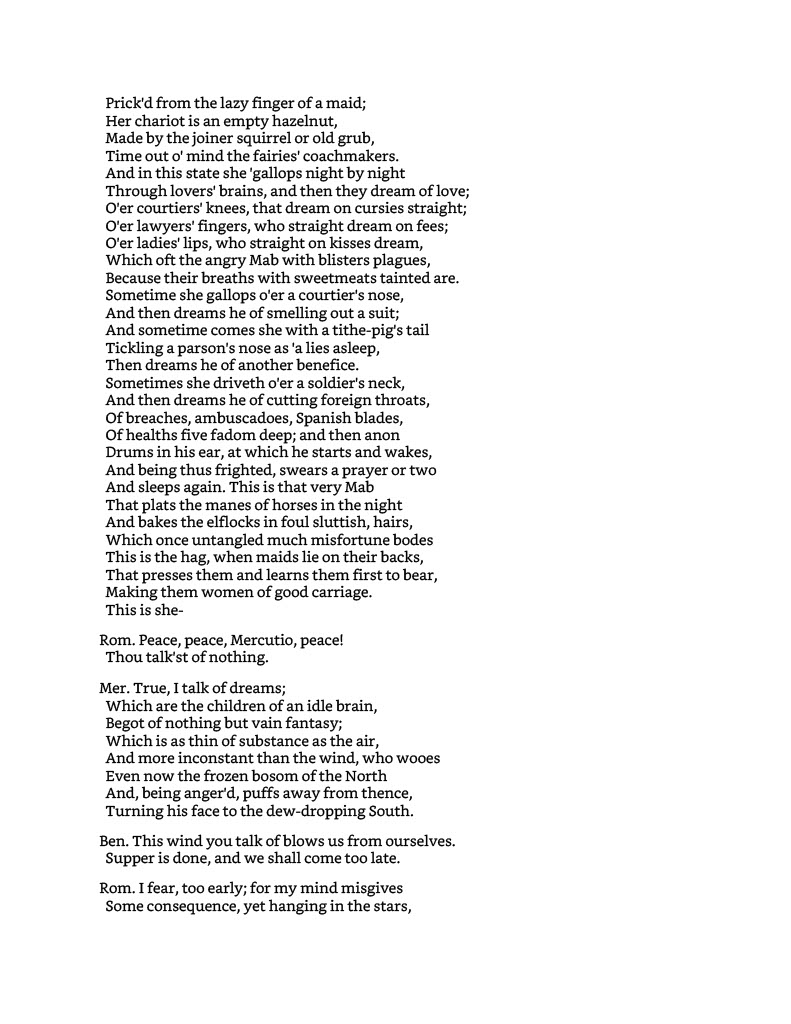 Prick'd from the lazy finger of a maid;
Her chariot is an empty hazelnut,
Made by the joiner squirrel or old grub,
Time out o' mind the fairies' coachmakers.
And in this state she 'gallops night by night
Through lovers' brains, and then they dream of love;
O'er courtiers' knees, that dream on cursies straight;
O'er lawyers' fingers, who straight dream on fees;
O'er ladies' lips, who straight on kisses dream,
Which oft the angry Mab with blisters plagues,
Because their breaths with sweetmeats tainted are.
Sometime she gallops o'er a courtier's nose,
And then dreams he of smelling out a suit;
And sometime comes she with a tithe-pig's tail
Tickling a parson's nose as 'a lies asleep,
Then dreams he of another benefice.
Sometimes she driveth o'er a soldier's neck,
And then dreams he of cutting foreign throats,
Of breaches, ambuscadoes, Spanish blades,
Of healths five fadom deep; and then anon
Drums in his ear, at which he starts and wakes,
And being thus frighted, swears a prayer or two
And sleeps again. This is that very Mab
That plats the manes of horses in the night
And bakes the elflocks in foul sluttish, hairs,
Which once untangled much misfortune bodes
This is the hag, when maids lie on their backs,
That presses them and learns them first to bear,
Making them women of good carriage.
This is she-
Rom. Peace, peace, Mercutio, peace!
Thou talk'st of nothing.
Mer. True, I talk of dreams;
Which are the children of an idle brain,
Begot of nothing but vain fantasy;
Which is as thin of substance as the air,
And more inconstant than the wind, who wooes
Even now the frozen bosom of the North
And, being anger'd, puffs away from thence,
Turning his face to the dew-dropping South.
Ben. This wind you talk of blows us from ourselves.
Supper is done, and we shall come too late.
Rom. I fear, too early; for my mind misgives
Some consequence, yet hanging in the stars,